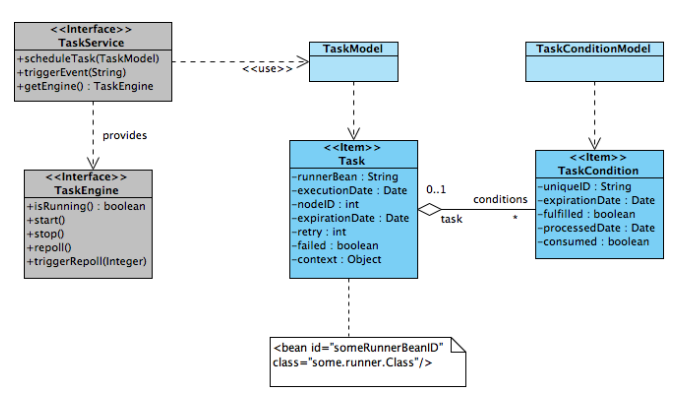 <<Interface>>
TaskService
+scheduleTask(TaskModel)
+triggerEvent(String)
+getEngine() : TaskEngine
<<use>>
TaskModel
TaskConditionModel
provides
<<Interface>>
TaskEngine
+isRunning() : boolean
+start()
+stop()
+repoll()
+triggerRepoll(Integer)
<<Item>>
Task
-runnerBean : String
-executionDate : Date
-nodeID : int
-expirationDate : Date
-retry : int
-failed : boolean
-context : Object
0..1
task
conditions
*
<<Item>>
TaskCondition
-uniqueID : String
-expirationDate : Date
-fulfilled : boolean
-processedDate : Date
-consumed : boolean
<bean id="someRunnerBeanID"
class="some.runner.Class"/>